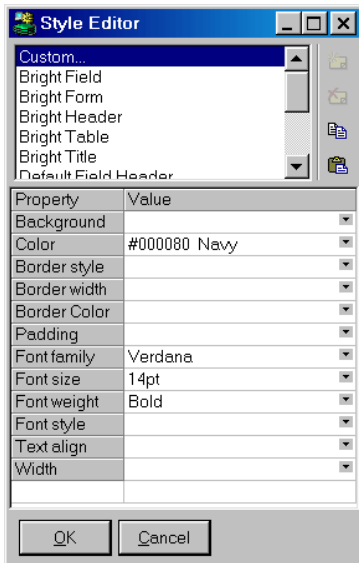 Style Editor
Custom...
Bright Field
Bright Form
Bright Header
Bright Table
Bright Title
Default Field Header
Property Value
Background
Color #000080 Navy
Border style
Border width
Border Color
Padding
Font family Verdana
Font size 14pt
Font weight Bold
Font style
Text align
Width
OK Cancel